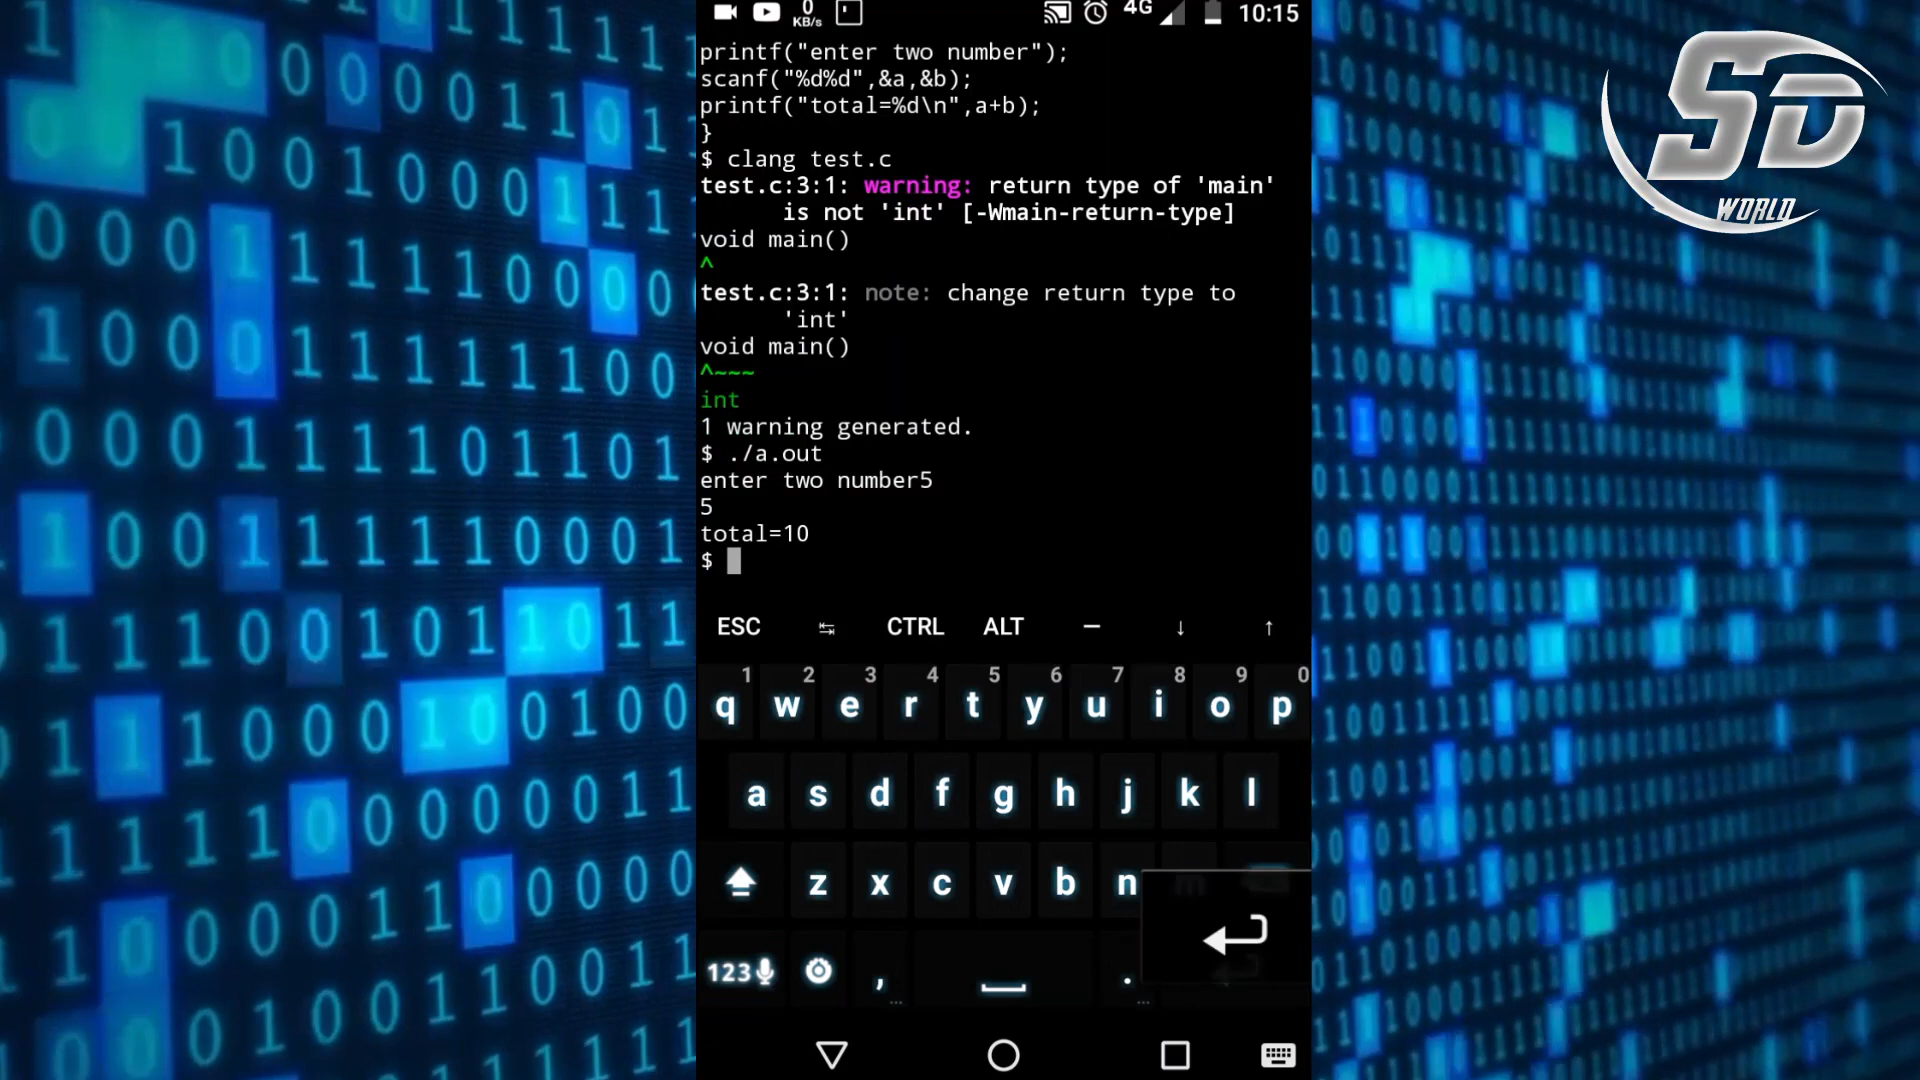 0
KB/s
4G
10:15
SD
WORLD
printf("enter two number");
scanf("%d%d",&a,&b);
printf("total=%d\n",a+b);
}
$ clang test.c
test.c:3:1: warning: return type of 'main'
is not 'int' [-Wmain-return-type]
void main()
^
test.c:3:1: note: change return type to
'int'
void main()
^~~~
int
1 warning generated.
$ ./a.out
enter two number5
5
total=10
$
ESC ↹ CTRL ALT — ↓ ↑
1 2 3 4 5 6 7 8 9 0
q w e r t y u i o p
a s d f g h j k l
z x c v b n m
123 , .